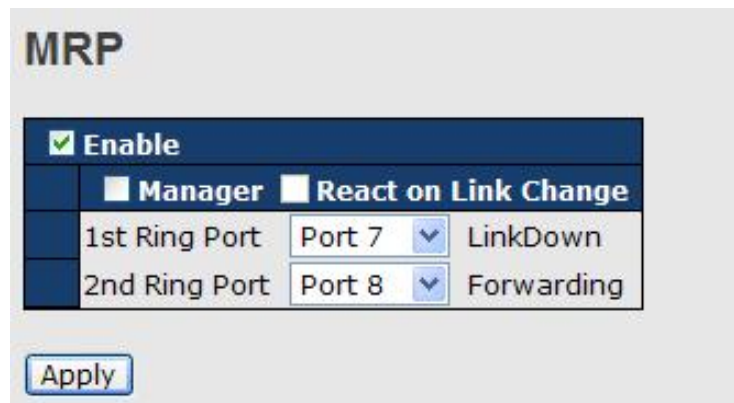 MRP
Enable
Manager React on Link Change
1st Ring Port Port 7 LinkDown
2nd Ring Port Port 8 Forwarding
Apply